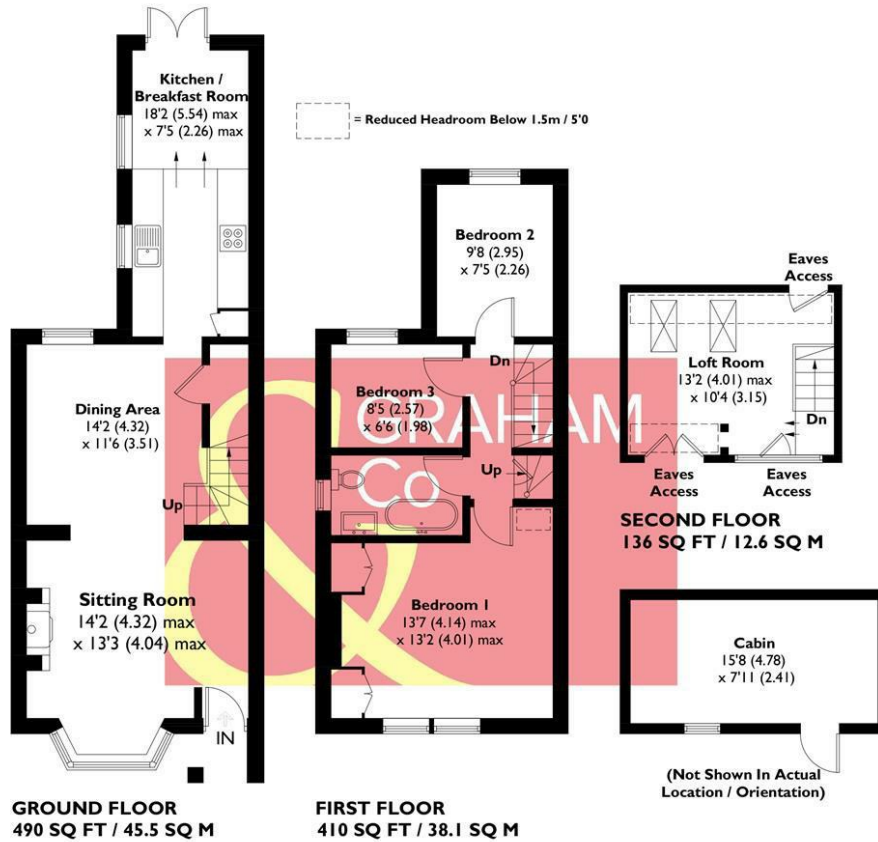 Kitchen /
Breakfast Room
18'2 (5.54) max
x 7'5 (2.26) max
= Reduced Headroom Below 1.5m / 5'0
Dining Area
14'2 (4.32)
x 11'6 (3.51)
Up
Sitting Room
14'2 (4.32) max
x 13'3 (4.04) max
IN
GROUND FLOOR
490 SQ FT / 45.5 SQ M
Bedroom 2
9'8 (2.95)
x 7'5 (2.26)
Dn
Bedroom 3
8'5 (2.57)
x 6'6 (1.98)
Up
Bedroom 1
13'7 (4.14) max
x 13'2 (4.01) max
FIRST FLOOR
410 SQ FT / 38.1 SQ M
&
GRAHAM
Co
Eaves
Access
Loft Room
13'2 (4.01) max
x 10'4 (3.15)
Dn
Eaves
Access
Eaves
Access
SECOND FLOOR
136 SQ FT / 12.6 SQ M
Cabin
15'8 (4.78)
x 7'11 (2.41)
(Not Shown In Actual
Location / Orientation)